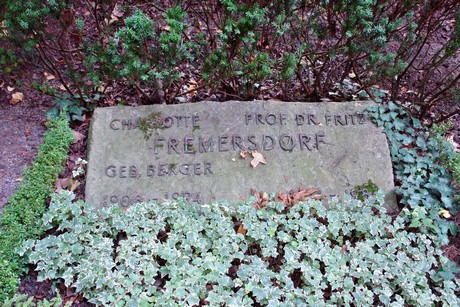 CHARLOTTE PROF DR. FRITZ
FREMERSDORF
GEB. BERGER